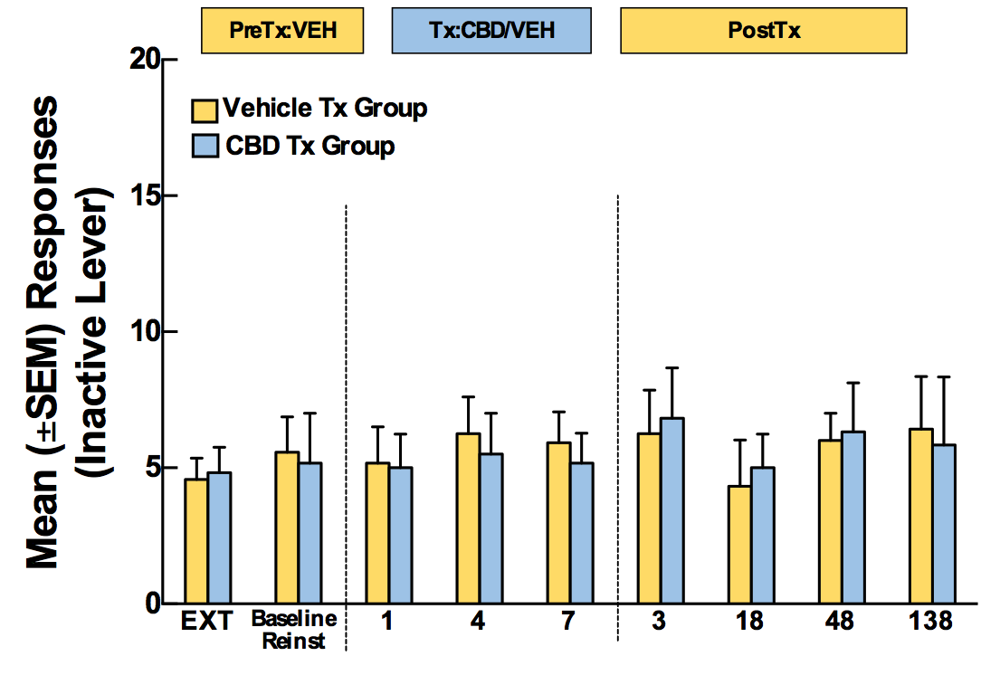 PreTx:VEH
Tx:CBD/VEH
PostTx
Vehicle Tx Group
CBD Tx Group
Mean (±SEM) Responses
(Inactive Lever)
20
15
10
5
0
EXT
Baseline
Reinst
1
4
7
3
18
48
138